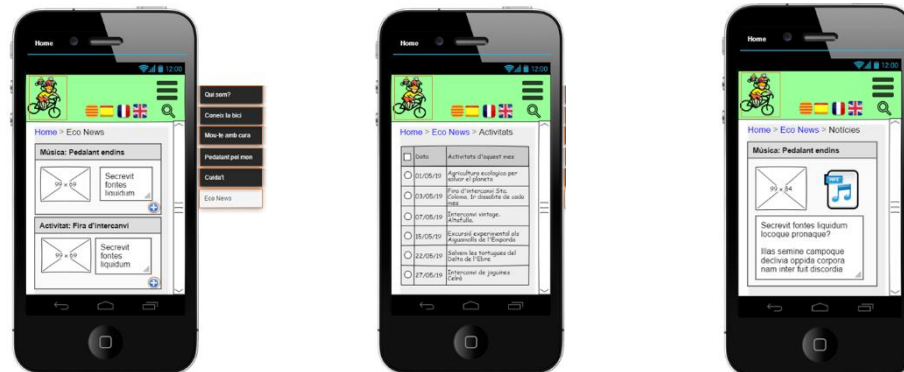 Home
12:00
Home > Eco News
Música: Pedalant endins
99 x 69
Secrevit
fontes
liquidum
Activitat: Fira d'intercanvi
99 x 69
Secrevit
fontes
liquidum
Qui som?
Coneix la bici
Mou-te amb cura
Pedalant pel mon
Cuida't
Eco News
Home
12:00
Home > Eco News > Activitats
Data Activitats d'aquest mes
01/05/19 Agricultura ecologica per
salvar el planeta
03/05/19 Fira d'intercanvi Sta.
Coloma. 1r dissabte de cada
mes
07/05/19 Intercanvi vintage.
Altafulla.
15/05/19 Excursió experimental als
Aiguamolls de l'Empordà
22/05/19 Salvem les tortugues del
Delta de l'Ebre
27/05/19 Intercanvi de joguines
Celrà
Home
12:00
Home > Eco News > Notícies
Música: Pedalant endins
99 x 64
Secrevit fontes liquidum
locoque pronaque?
Ilas semine campoque
declivia oppida corpora
nam inter fuit discordia